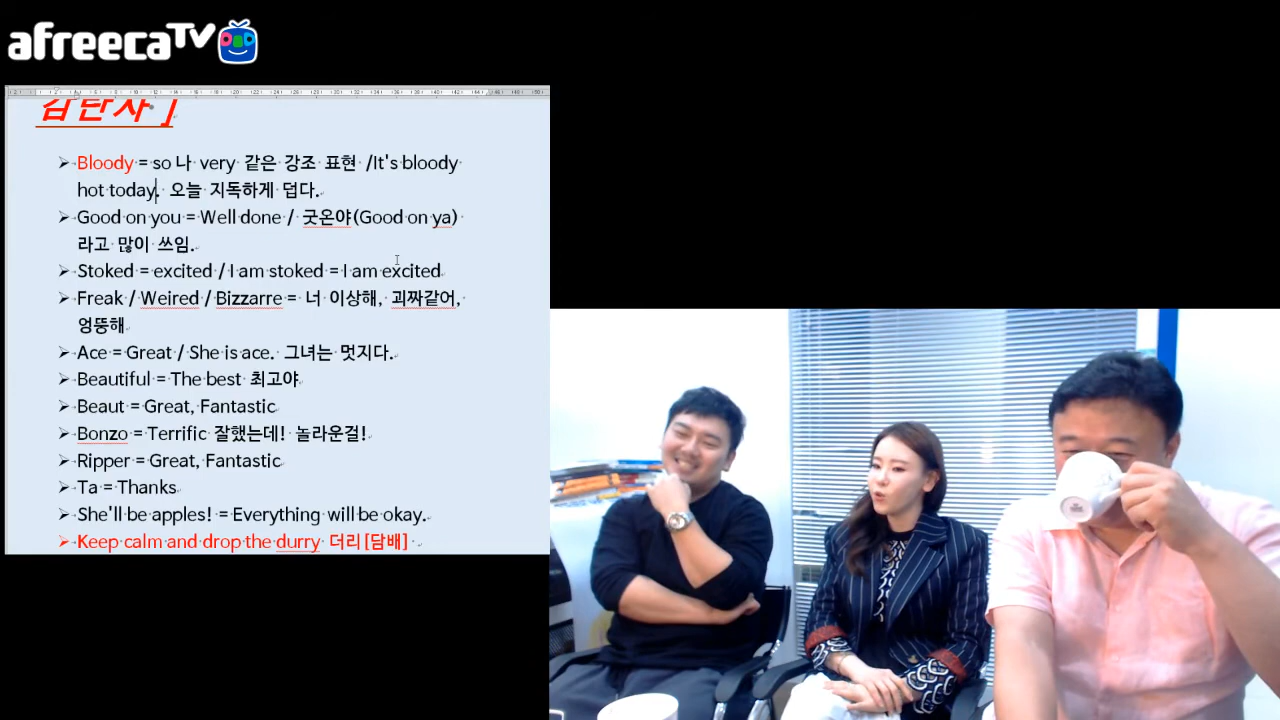 afreecaTV
감탄사 ]
Bloody = so 나 very 같은 강조 표현 /It's bloody
hot today. 오늘 지독하게 덥다.
Good on you = Well done / 굿온야(Good on ya)
라고 많이 쓰임.
Stoked = excited / I am stoked = I am excited
Freak / Weired / Bizzarre = 너 이상해, 괴짜같어,
엉뚱해
Ace = Great / She is ace. 그녀는 멋지다.
Beautiful = The best 최고야
Beaut = Great, Fantastic
Bonzo = Terrific 잘했는데! 놀라운걸!
Ripper = Great, Fantastic
Ta = Thanks
She'll be apples! = Everything will be okay.
Keep calm and drop the durry 더리[담배]